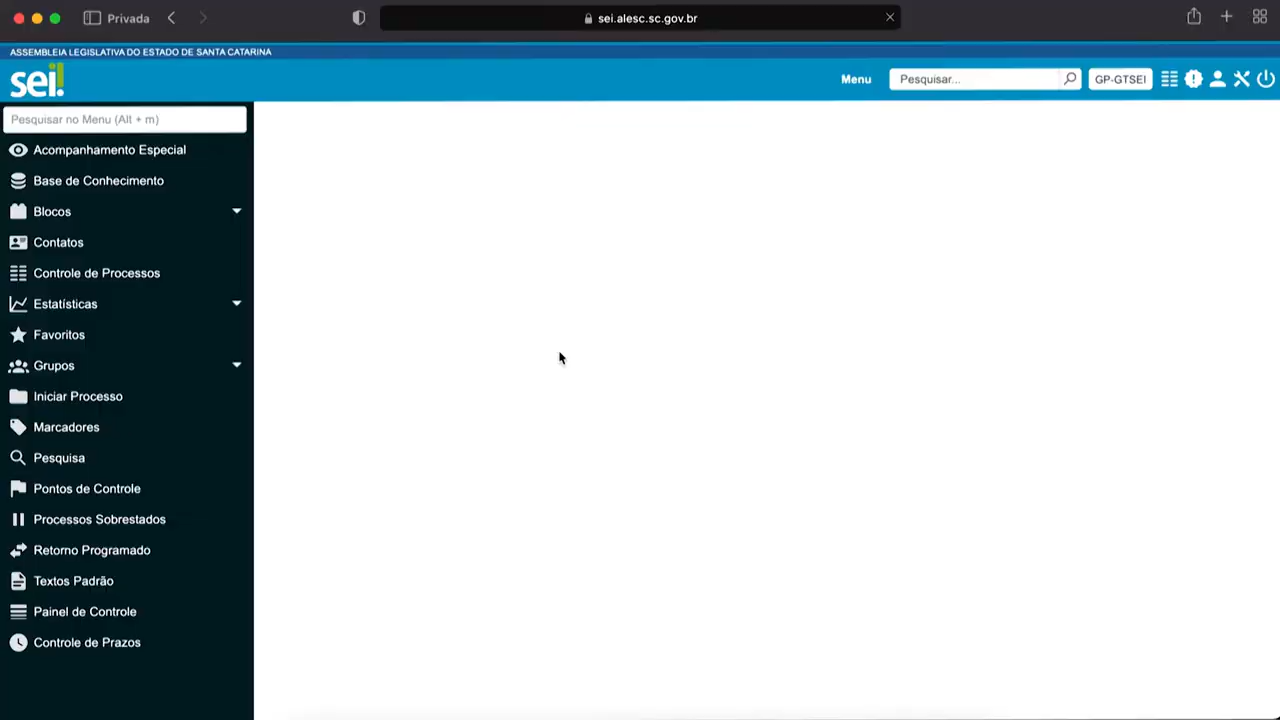 Privada
sei.alesc.sc.gov.br
ASSEMBLEIA LEGISLATIVA DO ESTADO DE SANTA CATARINA
sei!
Menu
Pesquisar...
GP-GTSEI
Pesquisar no Menu (Alt + m)
Acompanhamento Especial
Base de Conhecimento
Blocos
Contatos
Controle de Processos
Estatísticas
Favoritos
Grupos
Iniciar Processo
Marcadores
Pesquisa
Pontos de Controle
Processos Sobrestados
Retorno Programado
Textos Padrão
Painel de Controle
Controle de Prazos